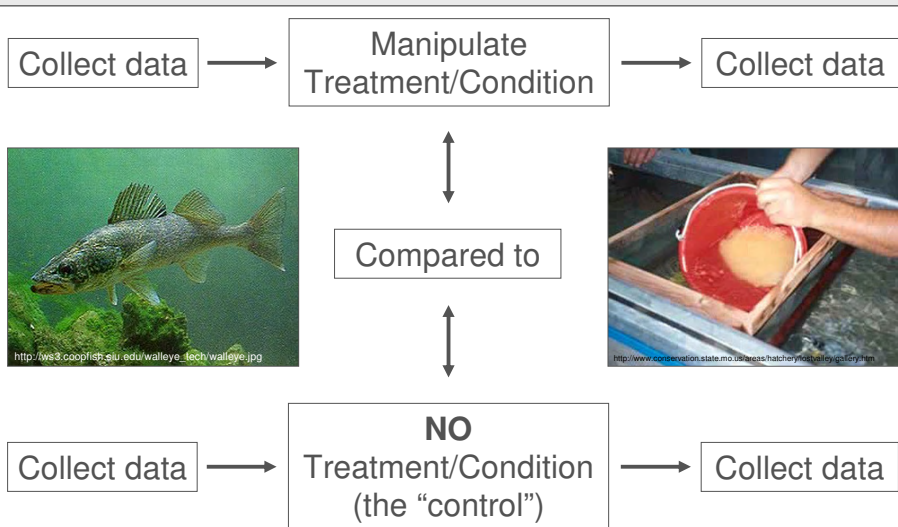 Collect data
Manipulate
Treatment/Condition
Collect data
http://ws3.coopfish.siu.edu/walleye_tech/walleye.jpg
Compared to
http://www.conservation.state.mo.us/areas/hatchery/lostvalley/gallery.htm
Collect data
NO
Treatment/Condition
(the “control”)
Collect data